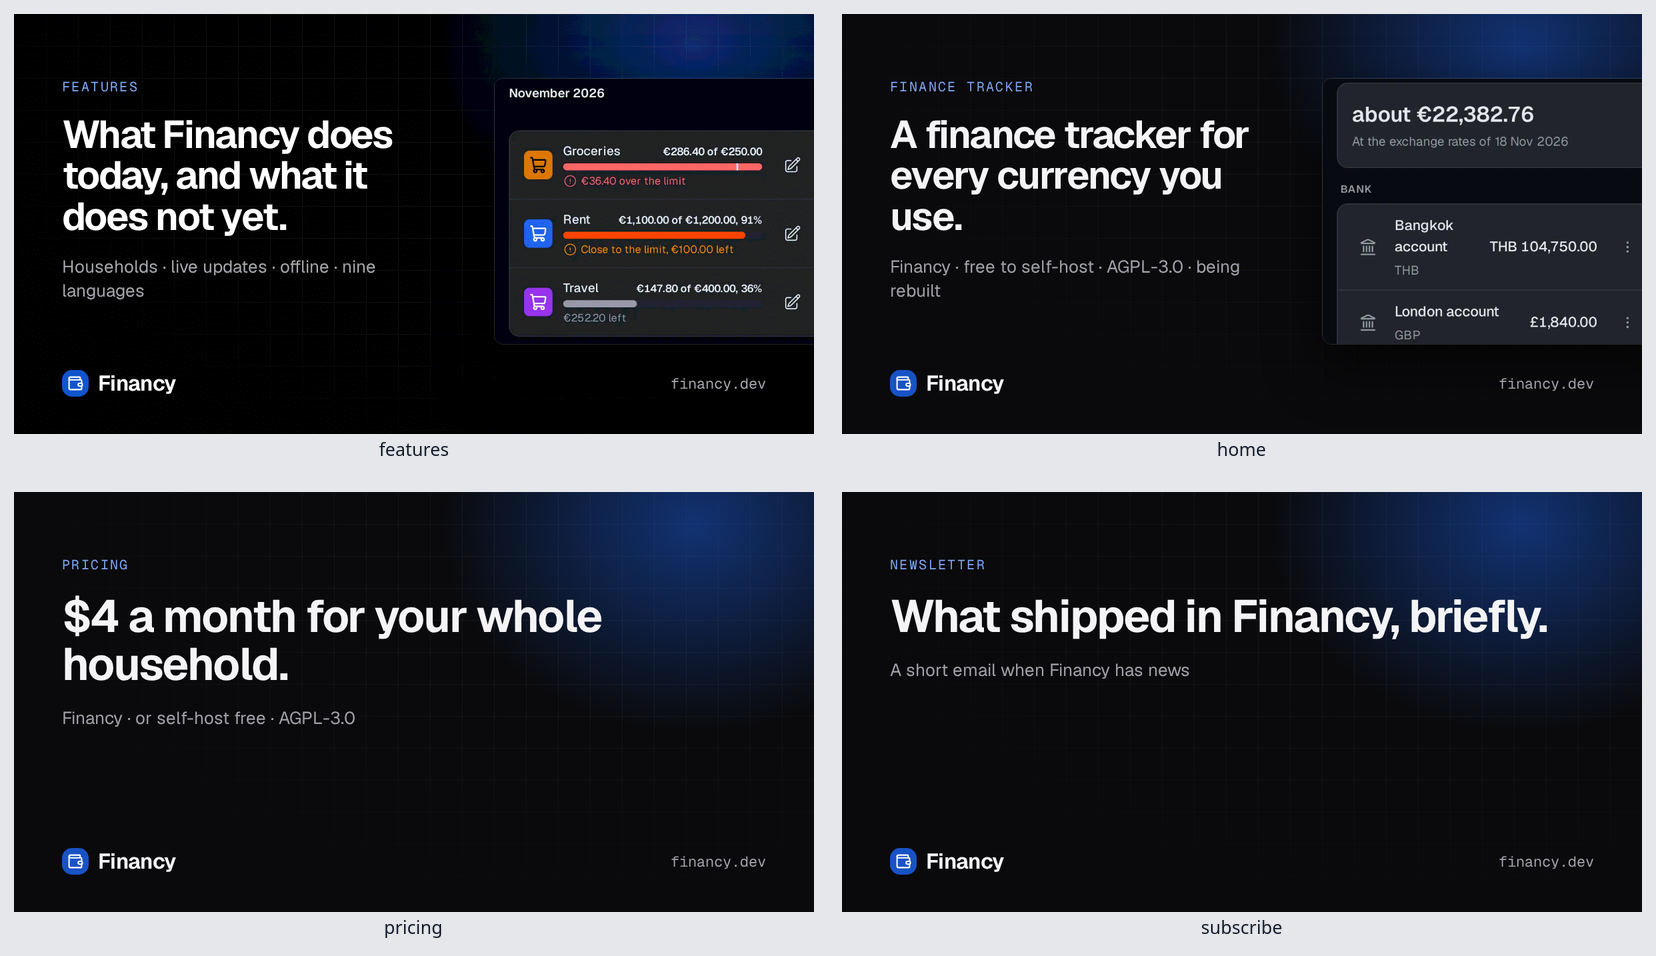 FEATURES
What Financy does
today, and what it
does not yet.
Households · live updates · offline · nine
languages
November 2026
Groceries €286.40 of €250.00
€36.40 over the limit
Rent €1,100.00 of €1,200.00, 91%
Close to the limit, €100.00 left
Travel €147.80 of €400.00, 36%
€252.20 left
Financy financy.dev
features
FINANCE TRACKER
A finance tracker for
every currency you
use.
Financy · free to self-host · AGPL-3.0 · being
rebuilt
about €22,382.76
At the exchange rates of 18 Nov 2026
BANK
Bangkok
account THB 104,750.00
THB
London account £1,840.00
GBP
Financy financy.dev
home
PRICING
$4 a month for your whole
household.
Financy · or self-host free · AGPL-3.0
Financy financy.dev
pricing
NEWSLETTER
What shipped in Financy, briefly.
A short email when Financy has news
Financy financy.dev
subscribe